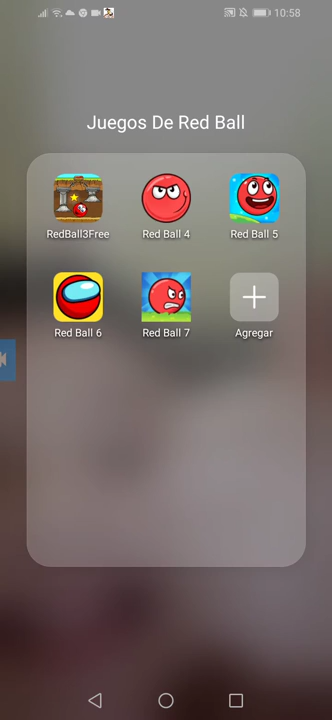 10:58
Juegos De Red Ball
RedBall3Free
Red Ball 4
Red Ball 5
Red Ball 6
Red Ball 7
Agregar